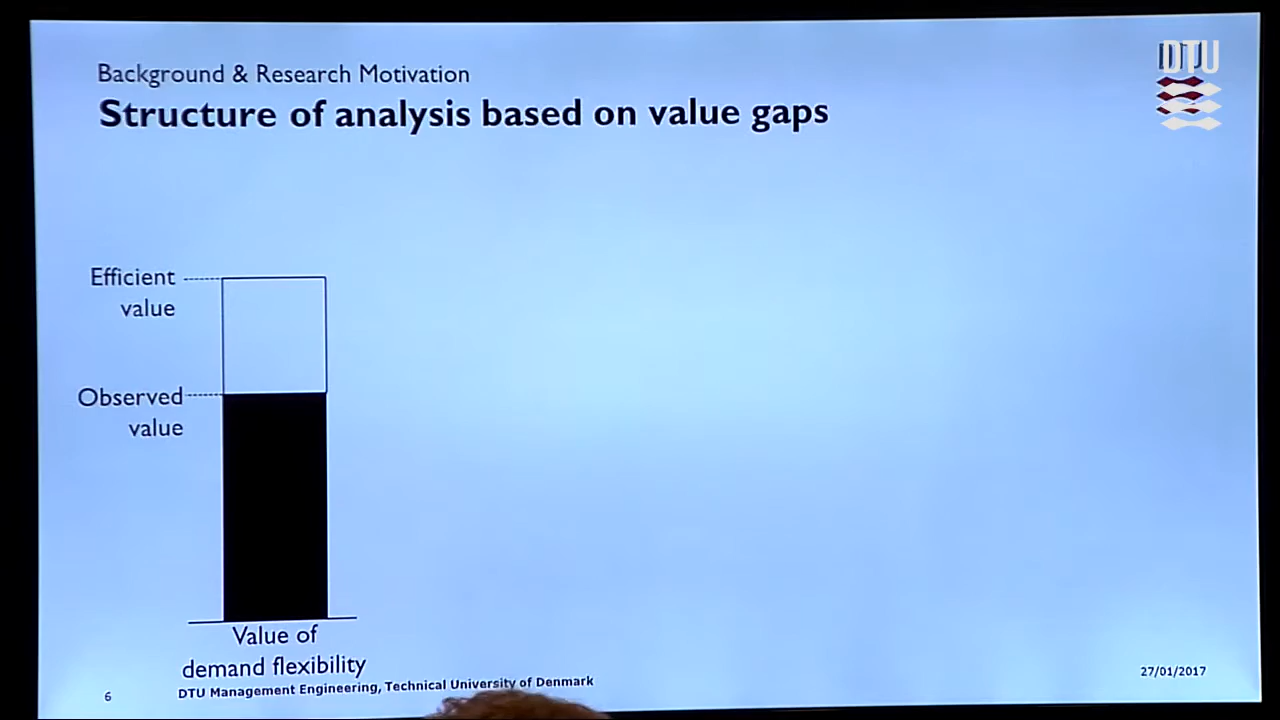 Background & Research Motivation
Structure of analysis based on value gaps
DTU
Efficient
value
Observed
value
Value of
demand flexibility
6
DTU Management Engineering, Technical University of Denmark
27/01/2017